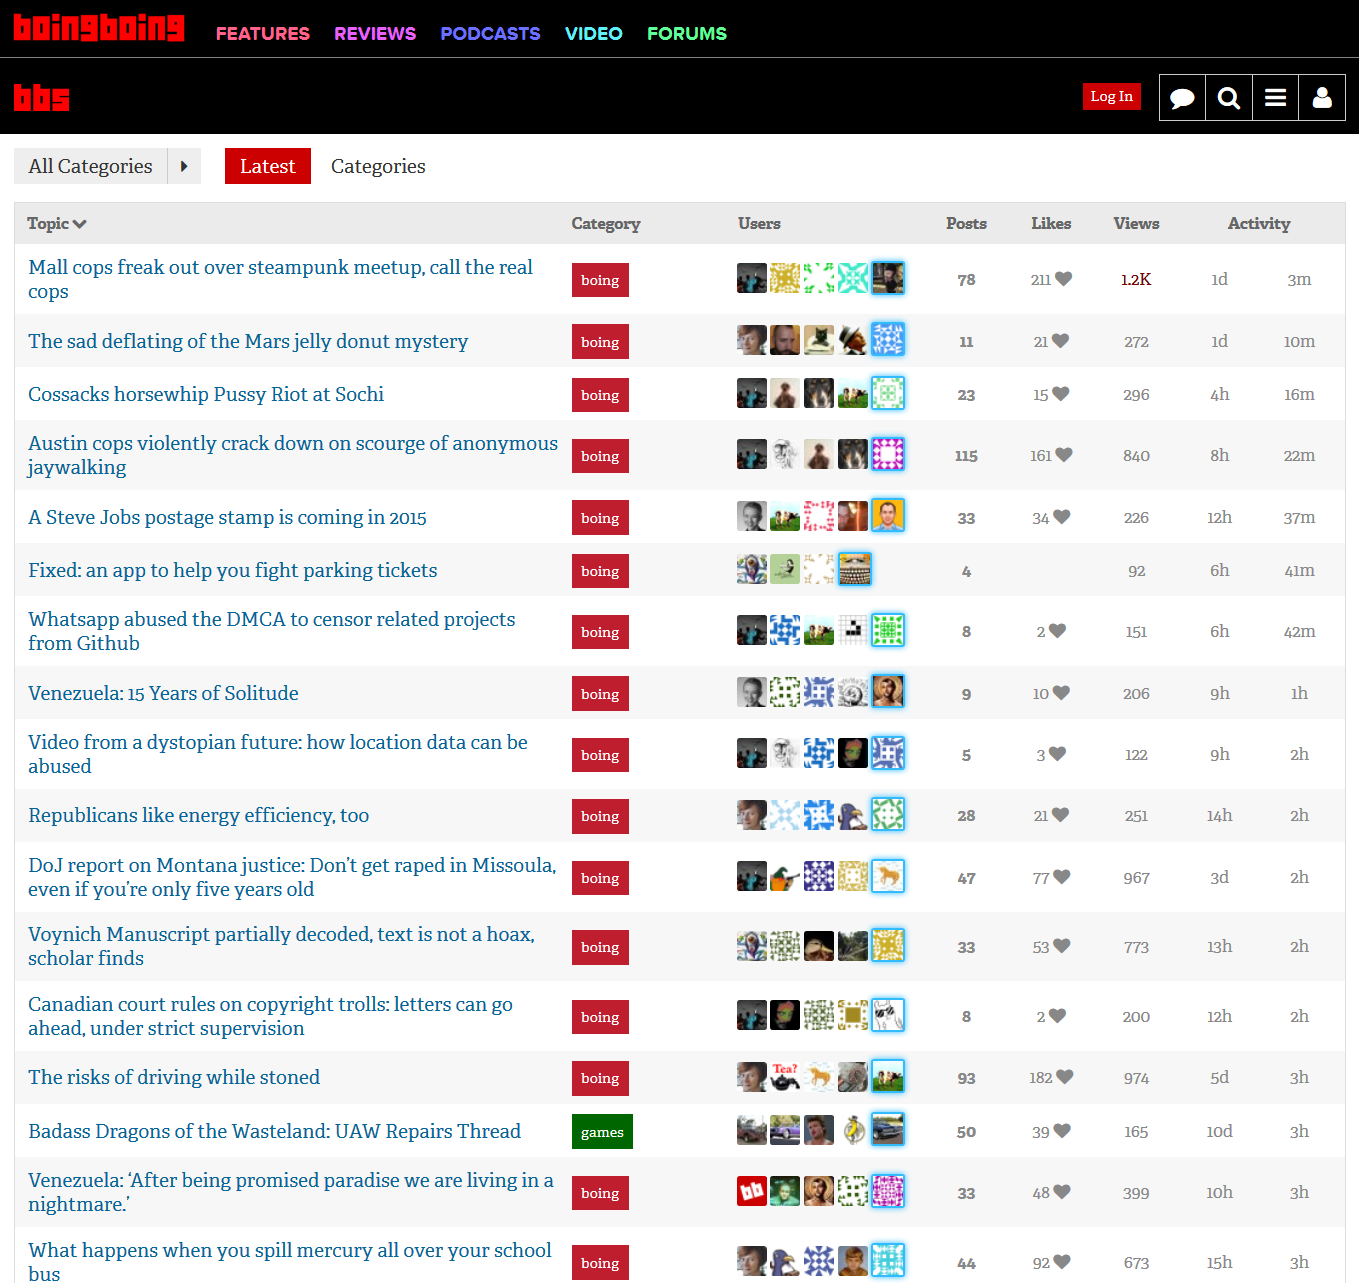 boingboing FEATURES REVIEWS PODCASTS VIDEO FORUMS
bbs Log In
All Categories Latest Categories
Topic Category Users Posts Likes Views Activity
Mall cops freak out over steampunk meetup, call the real
cops boing 78 211 1.2K 1d 3m
The sad deflating of the Mars jelly donut mystery boing 11 21 272 1d 10m
Cossacks horsewhip Pussy Riot at Sochi boing 23 15 296 4h 16m
Austin cops violently crack down on scourge of anonymous
jaywalking boing 115 161 840 8h 22m
A Steve Jobs postage stamp is coming in 2015 boing 33 34 226 12h 37m
Fixed: an app to help you fight parking tickets boing 4 92 6h 41m
Whatsapp abused the DMCA to censor related projects
from Github boing 8 2 151 6h 42m
Venezuela: 15 Years of Solitude boing 9 10 206 9h 1h
Video from a dystopian future: how location data can be
abused boing 5 3 122 9h 2h
Republicans like energy efficiency, too boing 28 21 251 14h 2h
DoJ report on Montana justice: Don’t get raped in Missoula,
even if you’re only five years old boing 47 77 967 3d 2h
Voynich Manuscript partially decoded, text is not a hoax,
scholar finds boing 33 53 773 13h 2h
Canadian court rules on copyright trolls: letters can go
ahead, under strict supervision boing 8 2 200 12h 2h
The risks of driving while stoned boing Tea? 93 182 974 5d 3h
Badass Dragons of the Wasteland: UAW Repairs Thread games 50 39 165 10d 3h
Venezuela: ‘After being promised paradise we are living in a
nightmare.’ boing bb 33 48 399 10h 3h
What happens when you spill mercury all over your school
bus boing 44 92 673 15h 3h